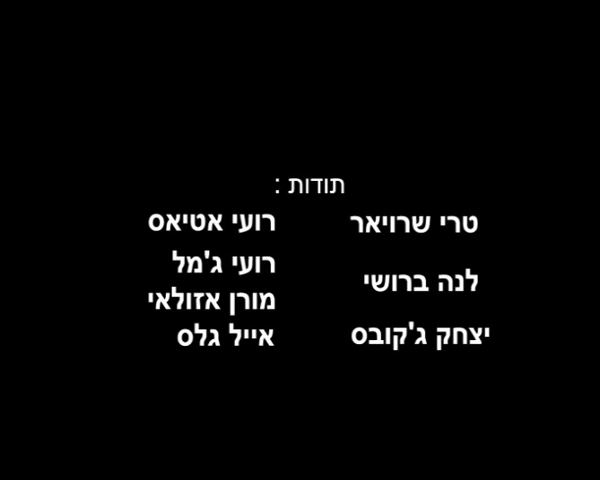 תודות :
טרי שרויאר
לנה ברושי
יצחק ג'קובס
רועי אטיאס
רועי ג'מל
מורן אזולאי
אייל גלס